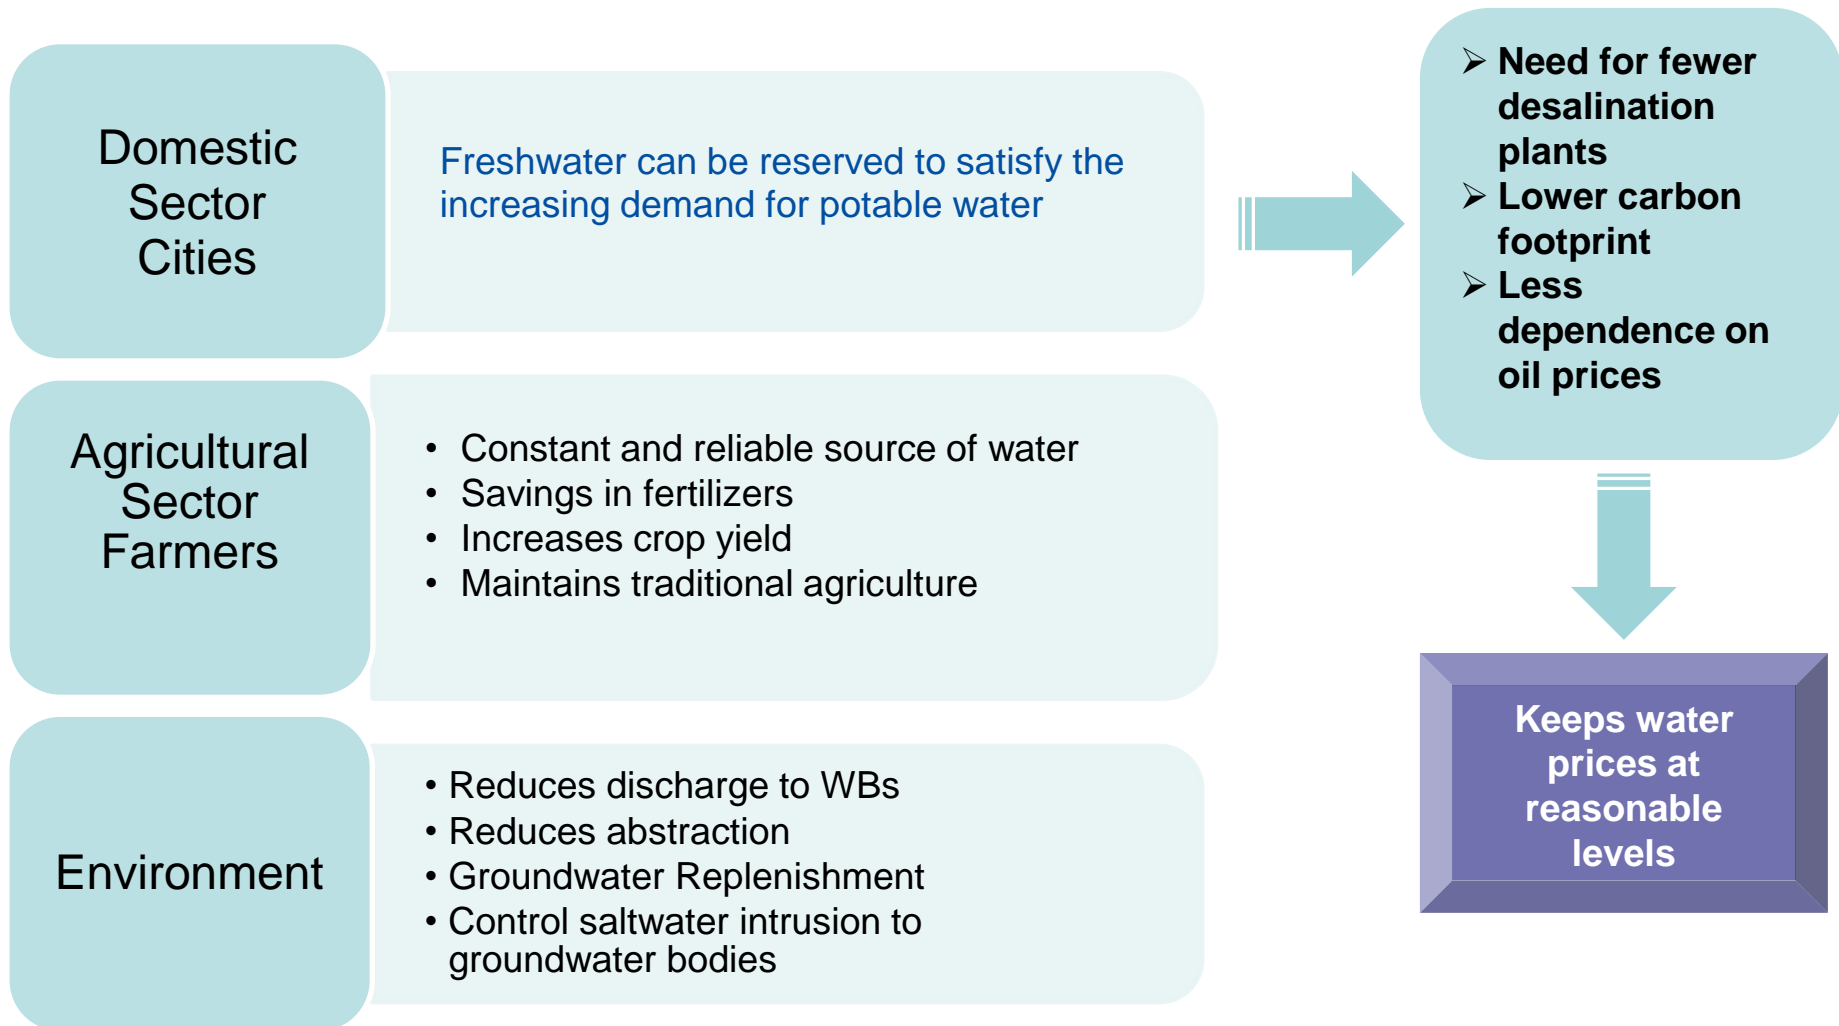 Domestic
Sector
Cities
Freshwater can be reserved to satisfy the
increasing demand for potable water
➢ Need for fewer
desalination
plants
➢ Lower carbon
footprint
➢ Less
dependence on
oil prices
Agricultural
Sector
Farmers
• Constant and reliable source of water
• Savings in fertilizers
• Increases crop yield
• Maintains traditional agriculture
Keeps water
prices at
reasonable
levels
Environment
• Reduces discharge to WBs
• Reduces abstraction
• Groundwater Replenishment
• Control saltwater intrusion to
groundwater bodies